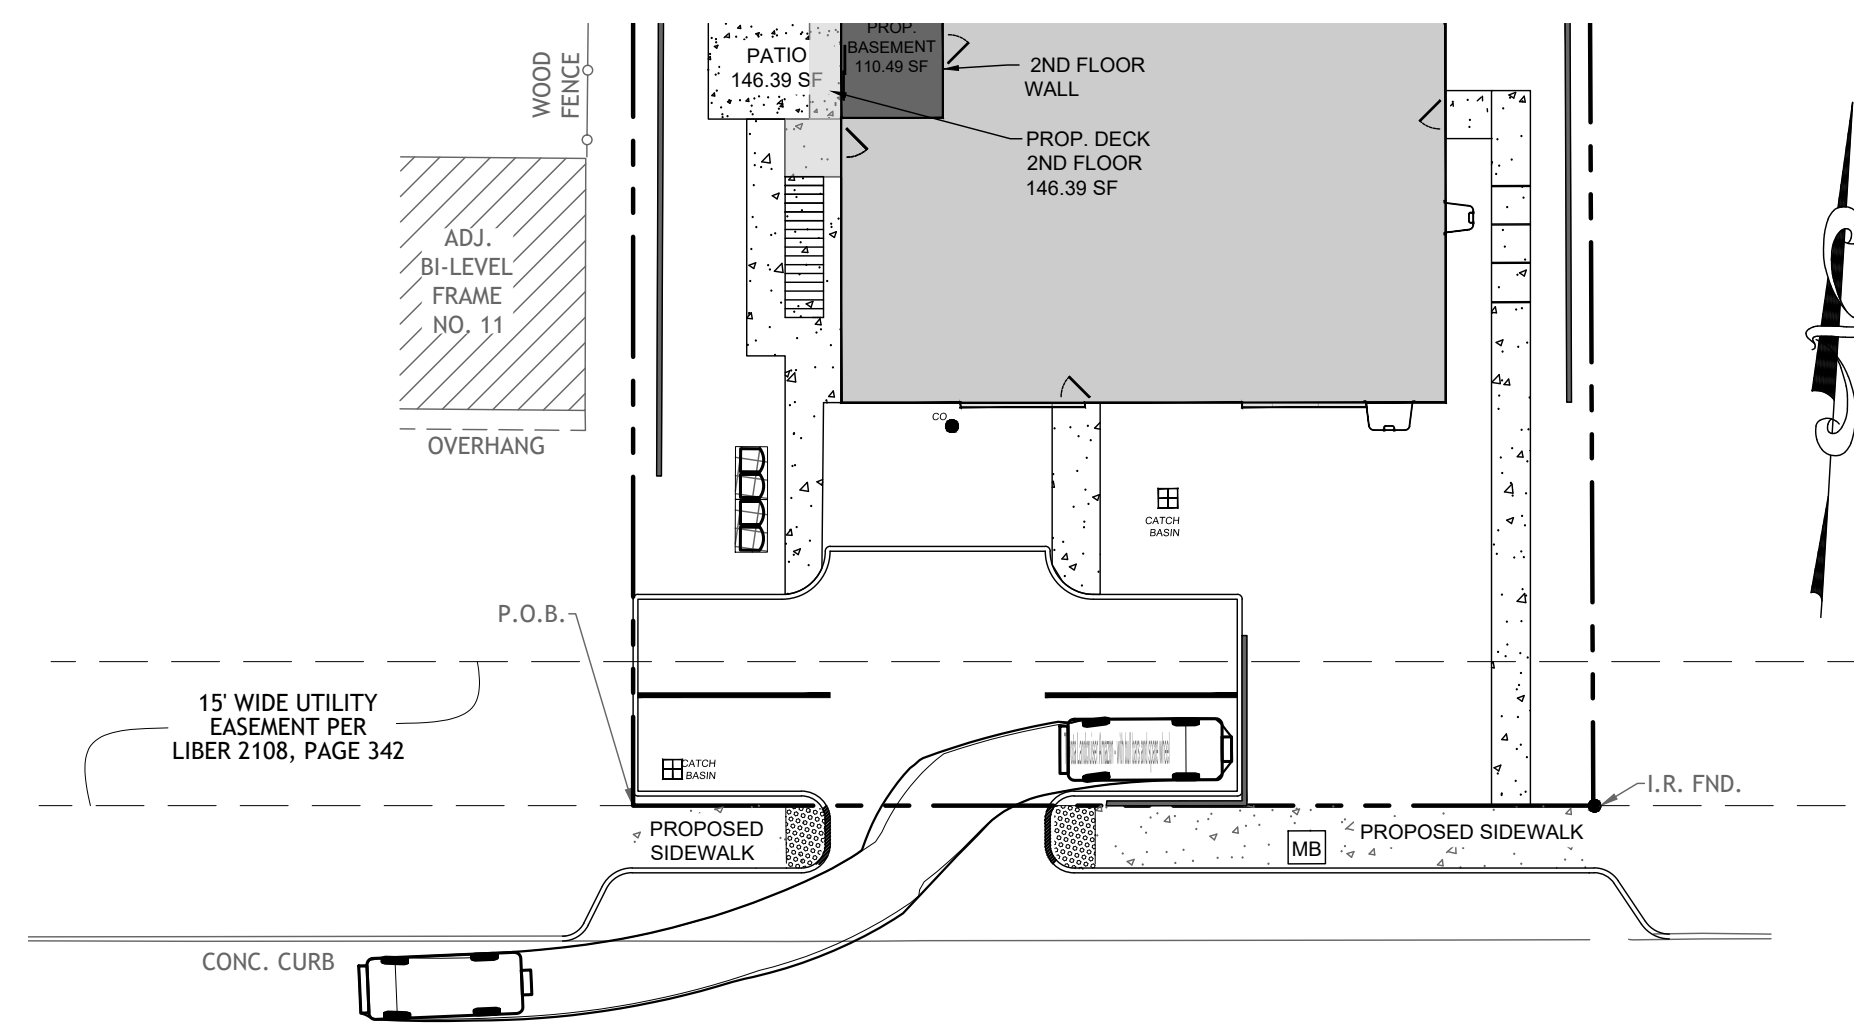 PROP.
BASEMENT
110.49 SF
PATIO
146.39 SF
WOOD
FENCE
2ND FLOOR
WALL
PROP. DECK
2ND FLOOR
146.39 SF
ADJ.
BI-LEVEL
FRAME
NO. 11
OVERHANG
CO
CATCH
BASIN
P.O.B.
15' WIDE UTILITY
EASEMENT PER
LIBER 2108, PAGE 342
CATCH
BASIN
I.R. FND.
PROPOSED
SIDEWALK
MB
PROPOSED SIDEWALK
CONC. CURB